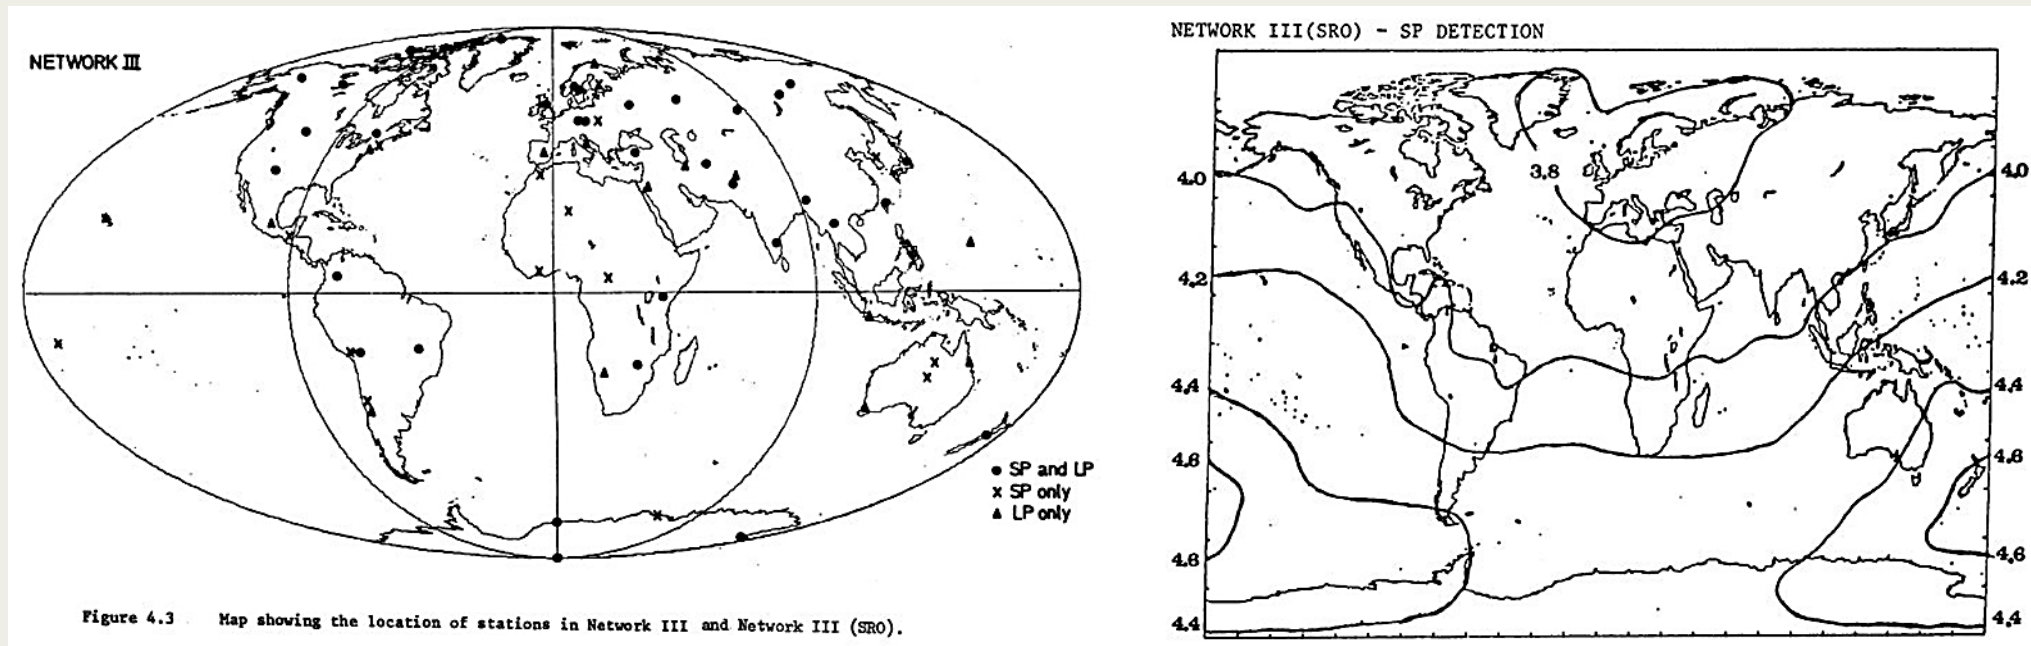 NETWORK III
● SP and LP
x SP only
▲ LP only
Figure 4.3 Map showing the location of stations in Network III and Network III (SRO).
NETWORK III(SRO) - SP DETECTION
3.8
4.0
4.0
4.2
4.2
4.4
4.4
4.6
4.6
4.6
4.6
4.4
4.4